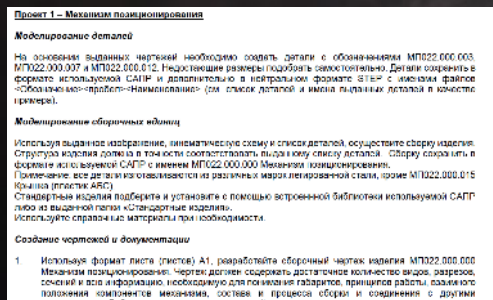 Проект 1 – Механизм позиционирования
Моделирование деталей
На основании выданных чертежей необходимо создать детали с обозначениями МП022.000.003,
МП022.000.007 и МП022.000.012. Недостающие размеры подобрать самостоятельно. Детали сохранить в
формате используемой САПР и дополнительно в нейтральном формате STEP с именами файлов
<Обозначение><пробел><Наименование> (см. список деталей и имена выданных деталей в качестве
примера).
Моделирование сборочных единиц
Используя выданное изображение, кинематическую схему и список деталей, осуществите сборку изделия.
Структура изделия должна в точности соответствовать выданному списку деталей. Сборку сохранить в
формате используемой САПР с именем МП022.000.000 Механизм позиционирования.
Примечание: все детали изготавливаются из различных марок легированной стали, кроме МП022.000.015
Крышка (пластик АБС)
Стандартные изделия подберите и установите с помощью встроенной библиотеки используемой САПР
либо из выданной папки «Стандартные изделия».
Используйте справочные материалы при необходимости.
Создание чертежей и документации
1. Используя формат листа (листов) А1, разработайте сборочный чертеж изделия МП022.000.000
Механизм позиционирования. Чертеж должен содержать достаточное количество видов, разрезов,
сечений и всю информацию, необходимую для понимания габаритов, принципов работы, взаимного
положения компонентов механизма, состава и процесса сборки и соединения с другими